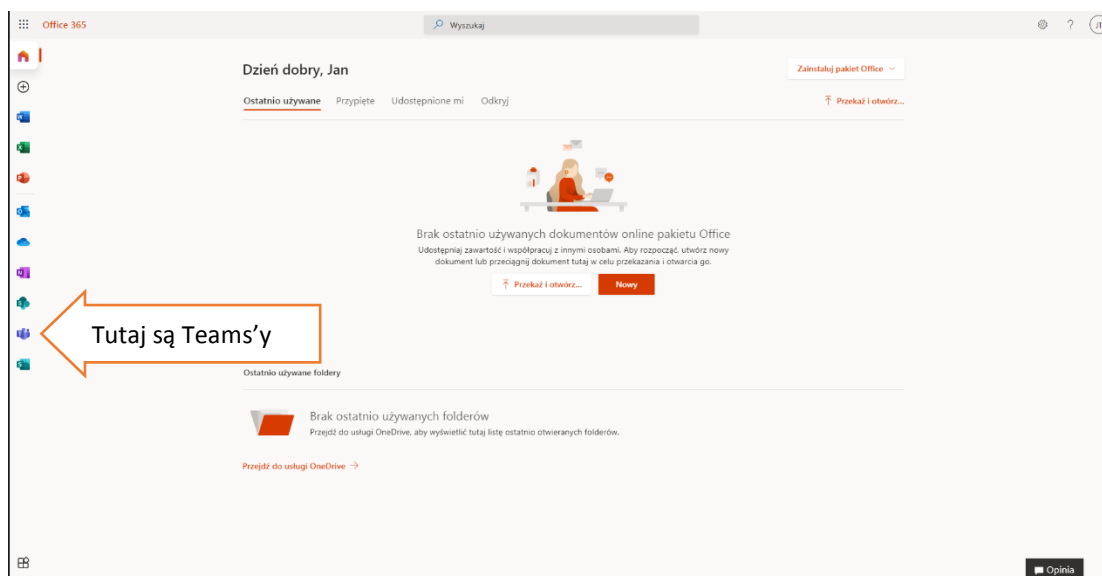 Office 365
Wyszukaj
Dzień dobry, Jan
Zainstaluj pakiet Office
Ostatnio używane Przypięte Udostępnione mi Odkryj
Przekaż i otwórz...
Brak ostatnio używanych dokumentów online pakietu Office
Udostępniaj zawartość i współpracuj z innymi osobami. Aby rozpocząć, utwórz nowy
dokument lub przeciągnij dokument tutaj w celu przekazania i otwarcia go.
Przekaż i otwórz... Nowy
Tutaj są Teams’y
Ostatnio używane foldery
Brak ostatnio używanych folderów
Przejdź do usługi OneDrive, aby wyświetlić tutaj listę ostatnio otwieranych folderów.
Przejdź do usługi OneDrive
Opinia